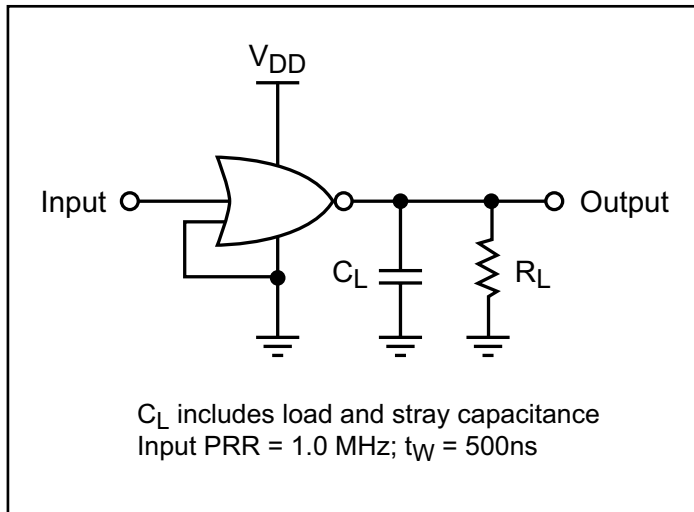 VDD
Input
Output
CL
RL
CL includes load and stray capacitance
Input PRR = 1.0 MHz; tW = 500ns